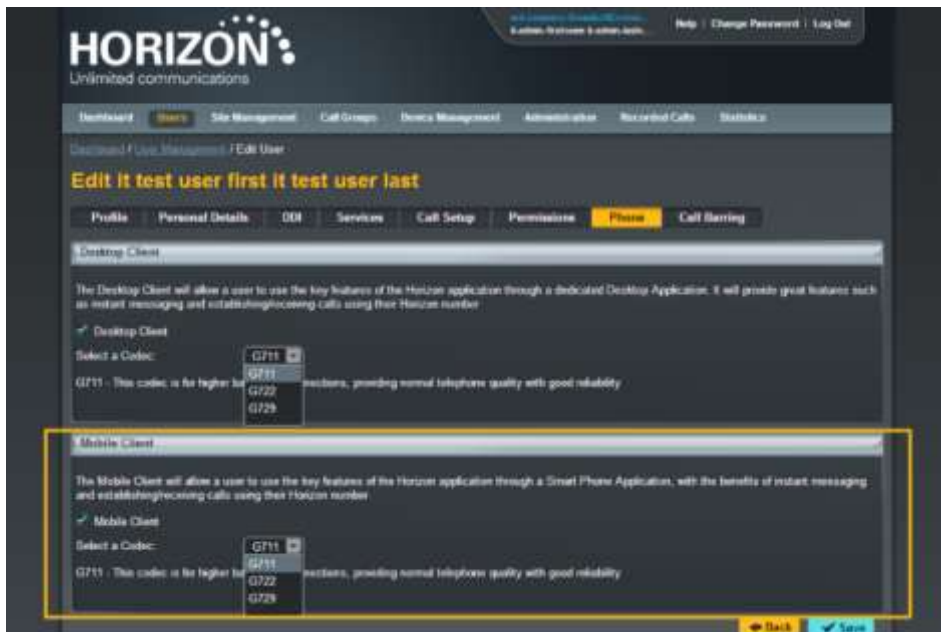 HORIZON
Unlimited communications
Help | Change Password | Log Out
Dashboard Users Site Management Call Groups Device Management Administration Recorded Calls Statistics
Dashboard / User Management / Edit User
Edit it test user first it test user last
Profile Personal Details DDI Services Call Setup Permissions Phone Call Barring
Desktop Client
The Desktop Client will allow a user to use the key features of the Horizon application through a dedicated Desktop Application. It will provide great features such
as instant messaging and establishing/receiving calls using their Horizon number
Desktop Client
Select a Codec: G711
G711
G711 - This codec is for higher nections, providing normal telephone quality with good reliability
G722
G729
Mobile Client
The Mobile Client will allow a user to use the key features of the Horizon application through a Smart Phone Application, with the benefits of instant messaging
and establishing/receiving calls using their Horizon number
Mobile Client
Select a Codec: G711
G711
G711 - This codec is for higher nections, providing normal telephone quality with good reliability
G722
G729
Back Save